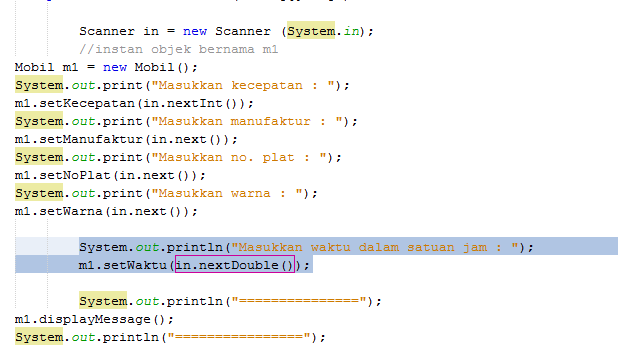 Scanner in = new Scanner (System.in);
//instan objek bernama m1
Mobil m1 = new Mobil();
System.out.print("Masukkan kecepatan : ");
m1.setKecepatan(in.nextInt());
System.out.print("Masukkan manufaktur : ");
m1.setManufaktur(in.next());
System.out.print("Masukkan no. plat : ");
m1.setNoPlat(in.next());
System.out.print("Masukkan warna : ");
m1.setWarna(in.next());
System.out.println("Masukkan waktu dalam satuan jam : ");
m1.setWaktu(in.nextDouble());
System.out.println("===============");
m1.displayMessage();
System.out.println("================");